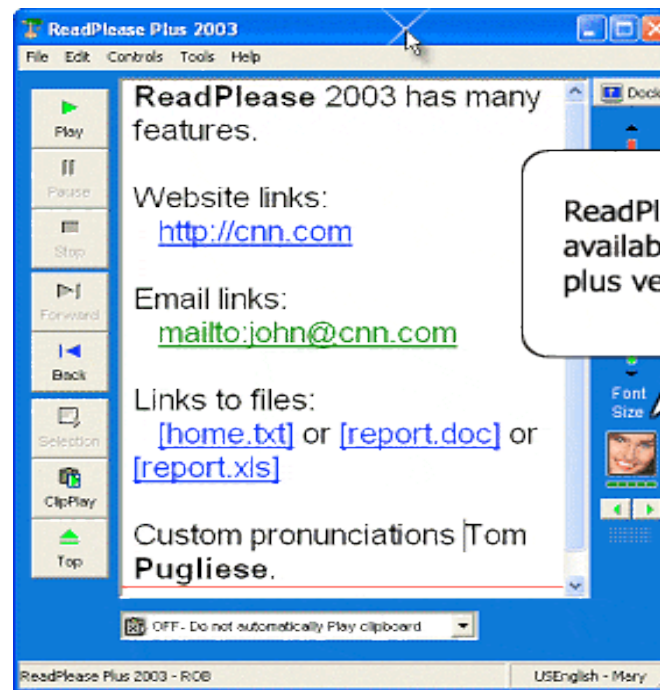 ReadPlease Plus 2003
File Edit Controls Tools Help
Play
Pause
Stop
Forward
Back
Selection
ClipPlay
Top
ReadPlease 2003 has many
features.
Website links:
http://cnn.com
Email links:
mailto:john@cnn.com
Links to files:
[home.txt] or [report.doc] or
[report.xls]
Custom pronunciations Tom
Pugliese.
Dock
ReadPl
availab
plus ve
Font
Size
OFF - Do not automatically Play clipboard
ReadPlease Plus 2003 - ROB
USEnglish - Mary